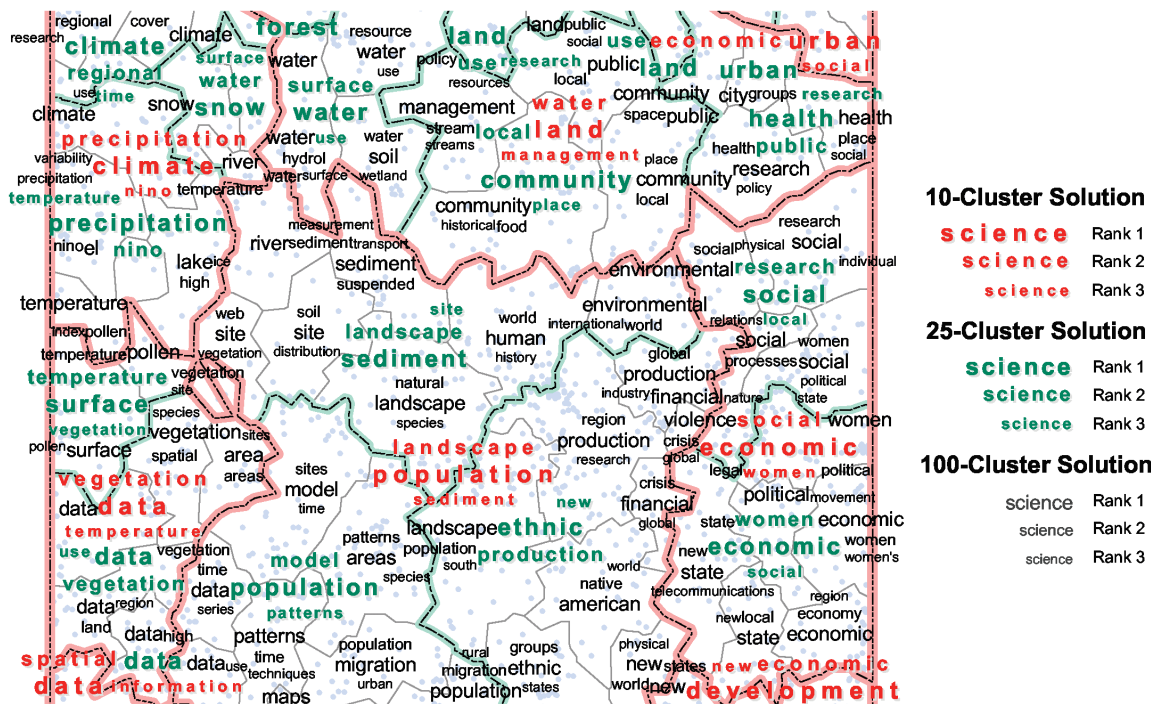 regional cover
research
climate
climate
regional
surface
water
use
time
snow
snow
climate
precipitation
variability
climate
river
precipitation
nino
temperature
temperature
precipitation
nino
el
nino
lake
ice
high
temperature
index
pollen
temperature
pollen
temperature
surface
vegetation
pollen
surface
vegetation
data
data
temperature
use
data
vegetation
data
region
land
data
high
spatial
data
data
information
forest
water
resource
water
use
surface
water
water
use
water
soil
hydrol
water
surface
wetland
measurement
river
sediment
transport
sediment
suspended
web
site
vegetation
soil
site
distribution
vegetation
site
species
vegetation
sites
spatial
area
areas
site
landscape
sediment
natural
landscape
species
sites
model
time
patterns
areas
vegetation
time
data
series
model
population
patterns
species
patterns
time
techniques
data
use
maps
population
migration
urban
land
policy
use
research
resources
land
public
social
use
public
land
local
management
stream
streams
water
local
land
management
community
space
public
place
community
community
local
community
place
historical
food
economic
urban
social
urban
city
groups
research
health
health
health
public
place
social
research
policy
research
social
social
physical
individual
environmental
research
social
environmental
international
world
relations
local
world
human
history
social
women
processes
social
political
state
global
production
industry
financial
nature
violence
social
women
region
production
research
crisis
global
economic
legal
women
political
landscape
population
sediment
crisis
financial
global
political
movement
new
landscape
ethnic
production
population
south
state
women
economic
women
women's
new
economic
state
social
world
native
american
telecommunications
region
economy
new
local
state
economic
rural
migration
groups
ethnic
population
states
physical
new
states
world
new
new
economic
development
10-Cluster Solution
science Rank 1
science Rank 2
science Rank 3
25-Cluster Solution
science Rank 1
science Rank 2
science Rank 3
100-Cluster Solution
science Rank 1
science Rank 2
science Rank 3